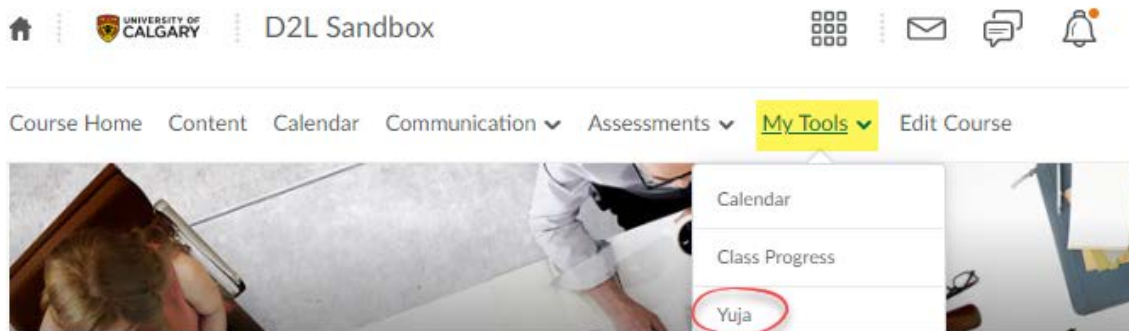 UNIVERSITY OF
CALGARY
D2L Sandbox
Course Home Content Calendar Communication Assessments My Tools Edit Course
Calendar
Class Progress
Yuja